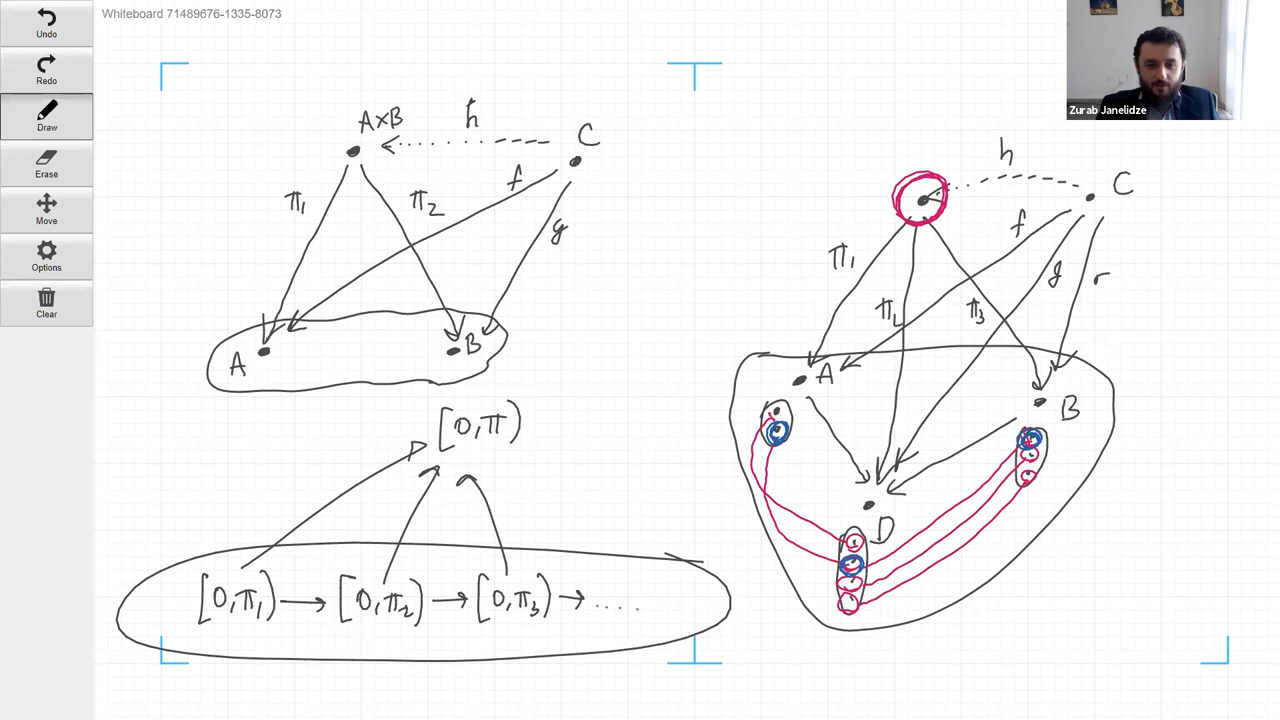 Whiteboard 71489676-1335-8073
Undo
Redo
Draw
Erase
Move
Options
Clear
Zurab Janelidze
A×B
h
C
π₁
π₂
f
g
A
B
[0,π)
[0,π₁) → [0,π₂) → [0,π₃) → ....
h
C
π₁
π₂
π₃
f
g
r
A
B
D